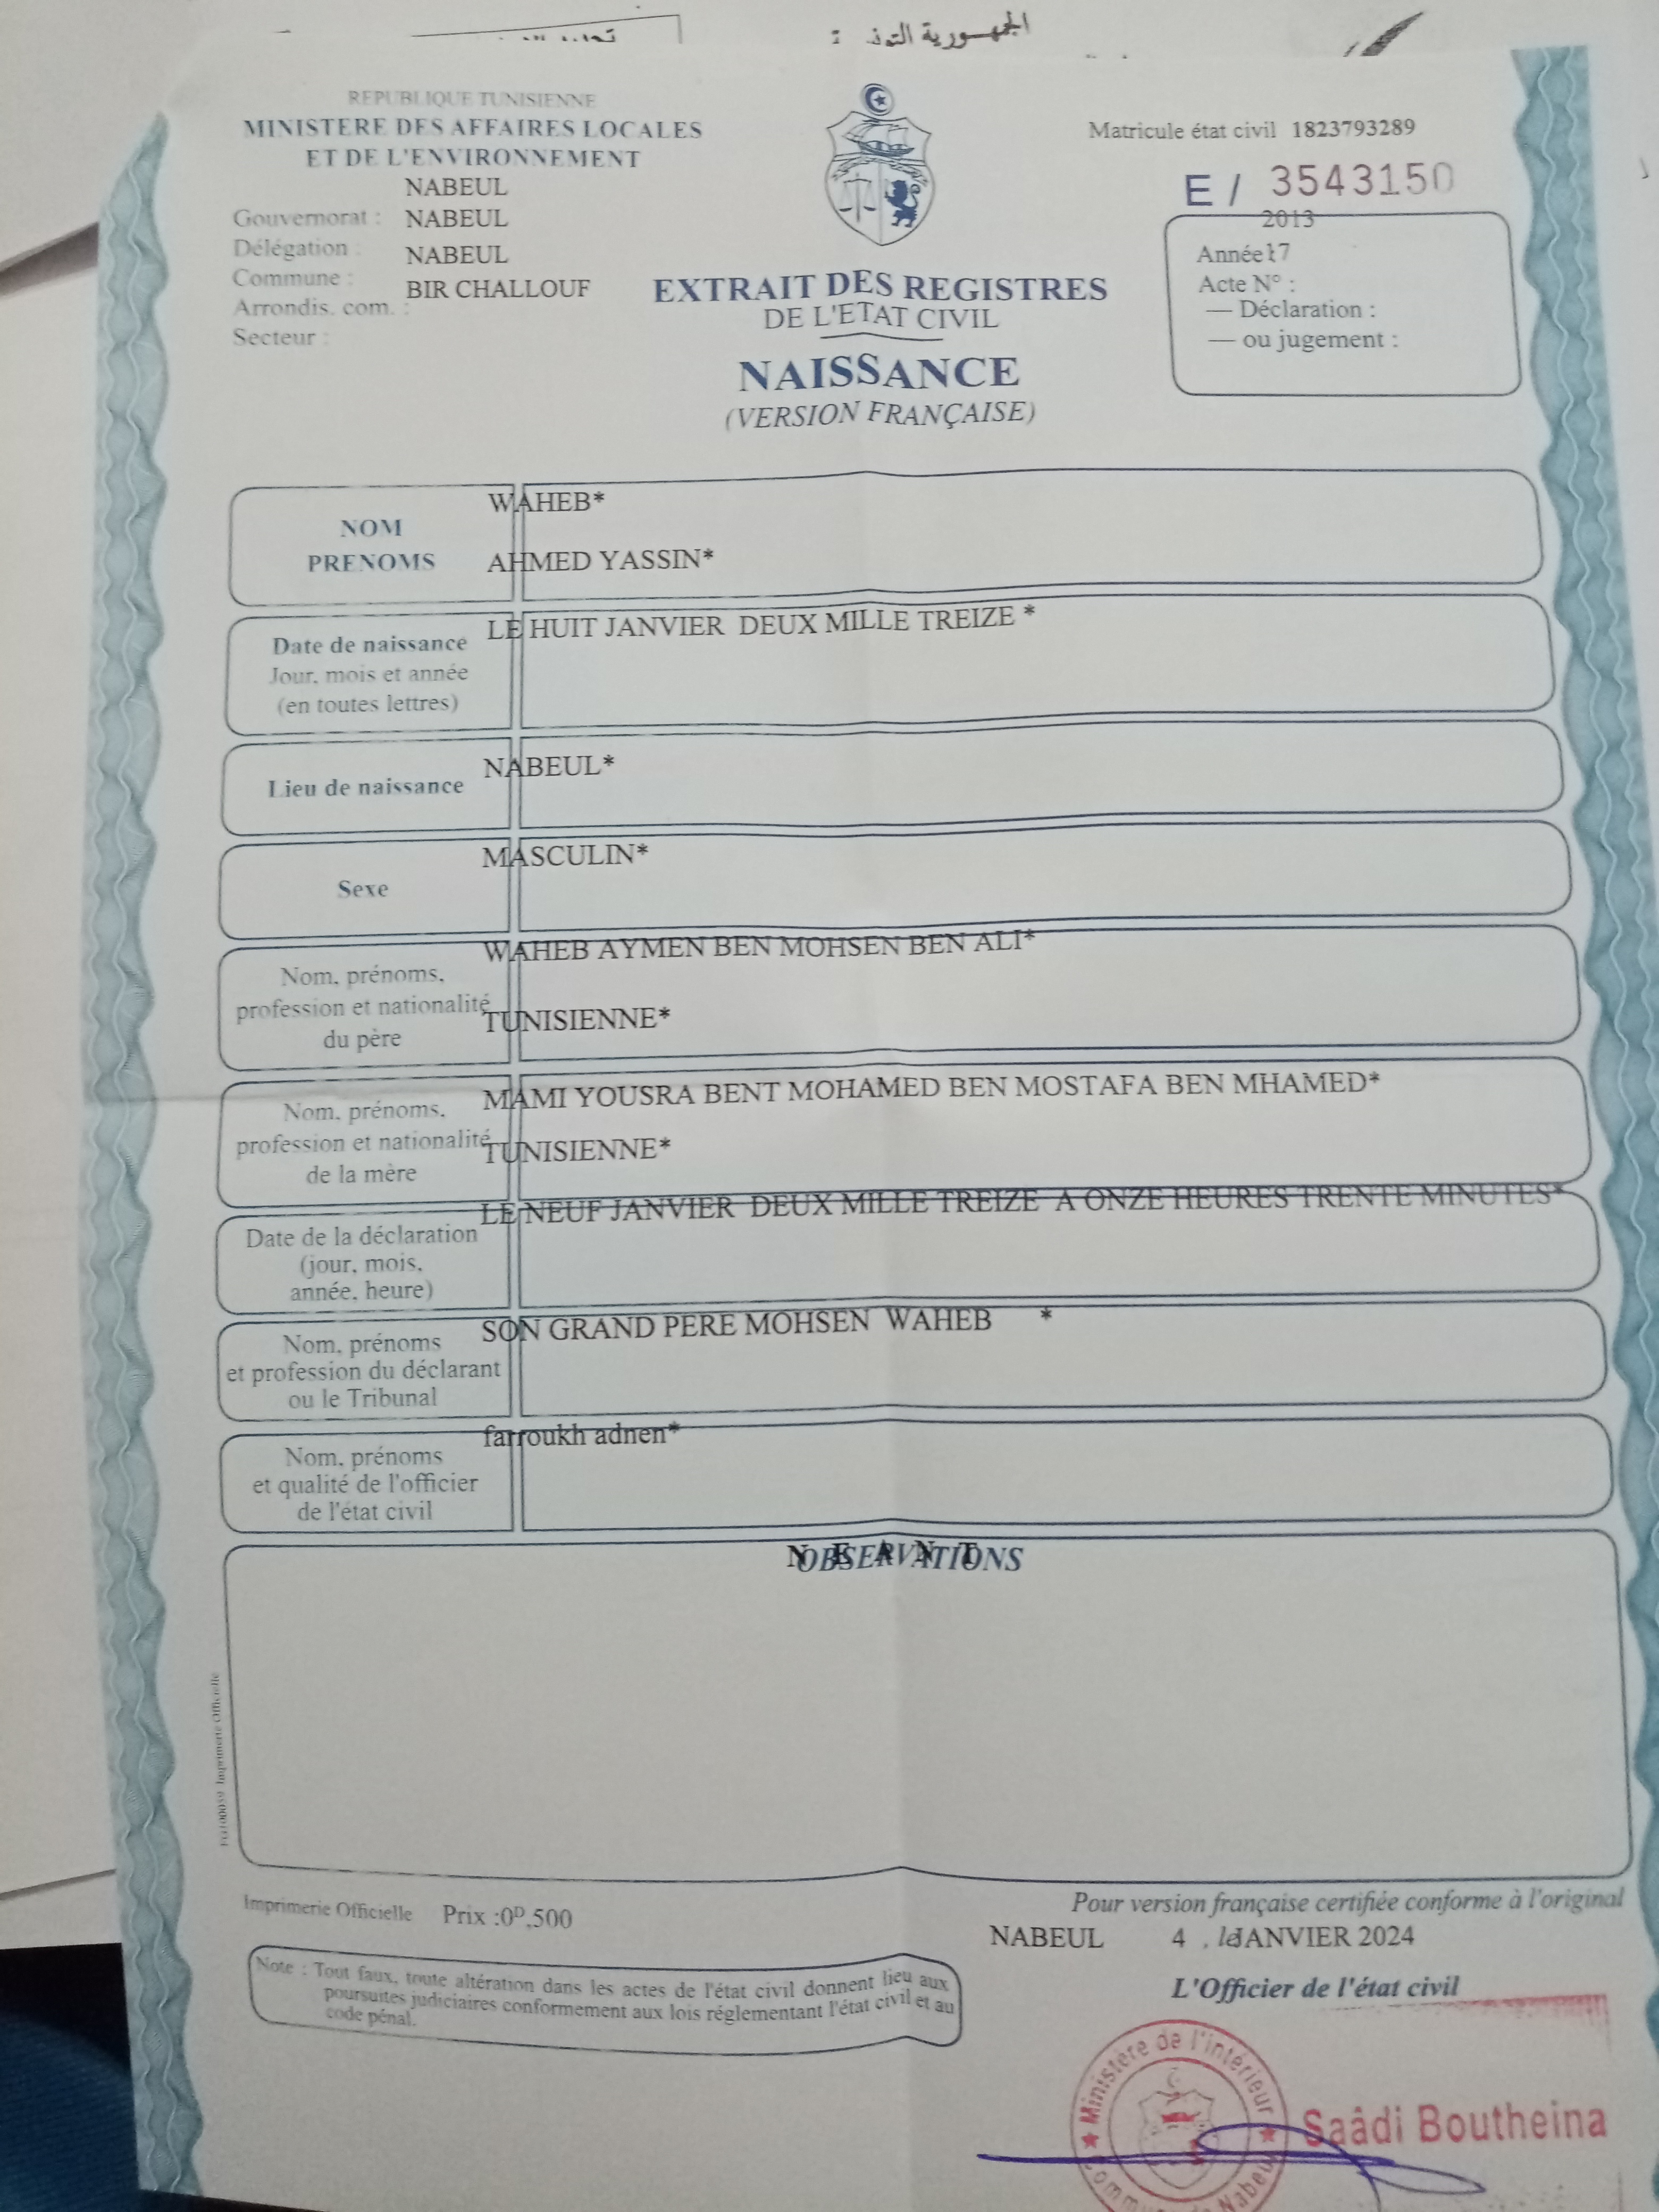 الجمهورية
REPUBLIQUE TUNISIENNE
MINISTERE DES AFFAIRES LOCALES
ET DE L'ENVIRONNEMENT
NABEUL
Gouvernorat : NABEUL
Délégation : NABEUL
Commune :
BIR CHALLOUF
Arrondis. com. :
Secteur :
Matricule état civil 1823793289
E / 3543150
2013
Année 17
Acte N° :
— Déclaration :
— ou jugement :
EXTRAIT DES REGISTRES
DE L'ETAT CIVIL
NAISSANCE
(VERSION FRANÇAISE)
NOM
PRENOMS
WAHEB*
AHMED YASSIN*
Date de naissance
Jour, mois et année
(en toutes lettres)
LE HUIT JANVIER DEUX MILLE TREIZE *
Lieu de naissance
NABEUL*
Sexe
MASCULIN*
Nom, prénoms,
profession et nationalité
du père
WAHEB AYMEN BEN MOHSEN BEN ALI*
TUNISIENNE*
Nom, prénoms,
profession et nationalité
de la mère
MAMI YOUSRA BENT MOHAMED BEN MOSTAFA BEN MHAMED*
TUNISIENNE*
Date de la déclaration
(jour, mois,
année, heure)
LE NEUF JANVIER DEUX MILLE TREIZE A ONZE HEURES TRENTE MINUTES*
Nom, prénoms
et profession du déclarant
ou le Tribunal
SON GRAND PERE MOHSEN WAHEB *
Nom, prénoms
et qualité de l'officier
de l'état civil
farroukh adnen*
OBSERVATIONS
N E A N T
Imprimerie Officielle
Imprimerie Officielle Prix :0ᴰ,500
Pour version française certifiée conforme à l'original
NABEUL 4 , le JANVIER 2024
L'Officier de l'état civil
Note : Tout faux, toute altération dans les actes de l'état civil donnent lieu aux
poursuites judiciaires conformement aux lois réglementant l'état civil et au
code pénal.
Ministère de l'intérieur
Commune de Nabeul
Saâdi Boutheina